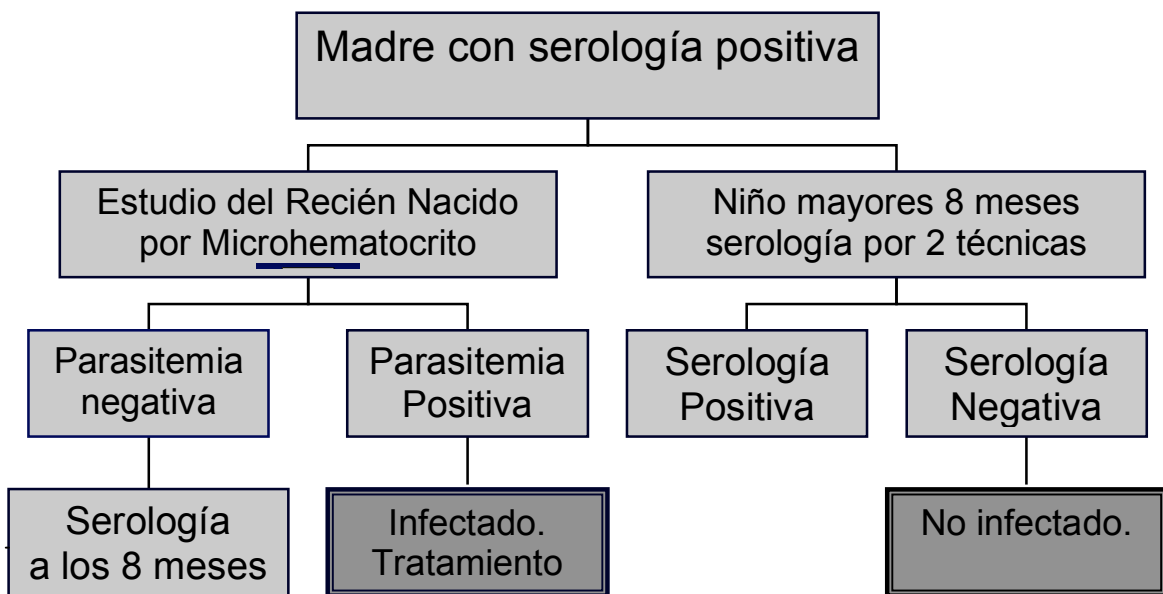 Madre con serología positiva
Estudio del Recién Nacido
por Microhematocrito
Niño mayores 8 meses
serología por 2 técnicas
Parasitemia
negativa
Parasitemia
Positiva
Serología
Positiva
Serología
Negativa
Serología
a los 8 meses
Infectado.
Tratamiento
No infectado.